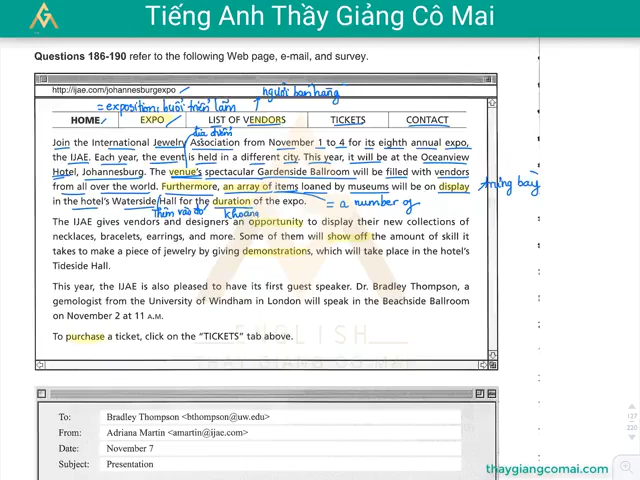 Tiếng Anh Thầy Giảng Cô Mai
Questions 186-190 refer to the following Web page, e-mail, and survey.
http://ijae.com/johannesburgexpo
người bán hàng
= exposition: buổi triển lãm
HOME EXPO LIST OF VENDORS TICKETS CONTACT
địa điểm
Join the International Jewelry Association from November 1 to 4 for its eighth annual expo,
the IJAE. Each year, the event is held in a different city. This year, it will be at the Oceanview
Hotel, Johannesburg. The venue's spectacular Gardenside Ballroom will be filled with vendors
from all over the world. Furthermore, an array of items loaned by museums will be on display
trưng bày
in the hotel's Waterside Hall for the duration of the expo.
= a number of
thêm vào đó
khoảng
The IJAE gives vendors and designers an opportunity to display their new collections of
necklaces, bracelets, earrings, and more. Some of them will show off the amount of skill it
takes to make a piece of jewelry by giving demonstrations, which will take place in the hotel's
Tideside Hall.
This year, the IJAE is also pleased to have its first guest speaker. Dr. Bradley Thompson, a
gemologist from the University of Windham in London will speak in the Beachside Ballroom
on November 2 at 11 A.M.
To purchase a ticket, click on the "TICKETS" tab above.
ENGLISH
THAY GIANG CO MAI
To: Bradley Thompson <bthompson@uw.edu>
From: Adriana Martin <amartin@ijae.com>
Date: November 7
Subject: Presentation
127
220
thaygiangcomai.com